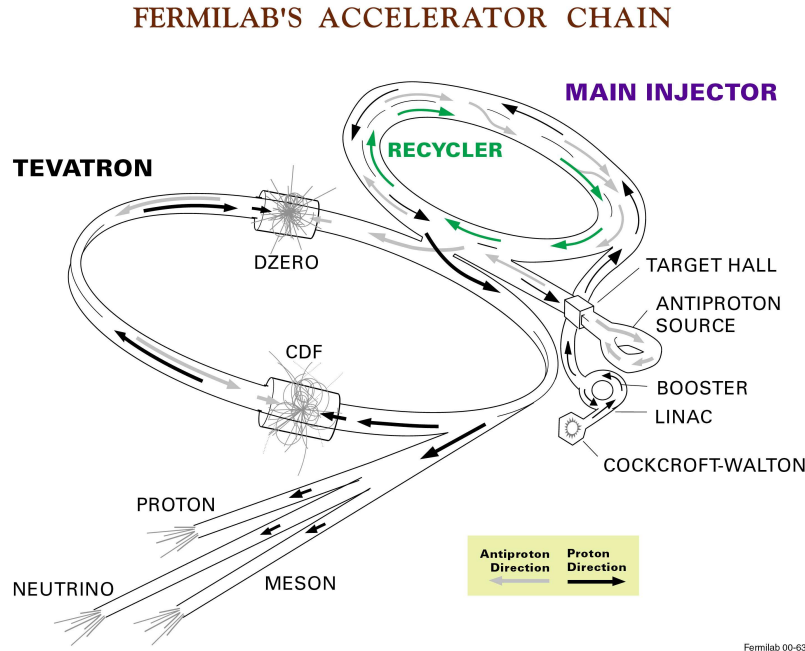 FERMILAB'S ACCELERATOR CHAIN
MAIN INJECTOR
RECYCLER
TEVATRON
DZERO
TARGET HALL
ANTIPROTON
SOURCE
CDF
BOOSTER
LINAC
COCKCROFT-WALTON
PROTON
NEUTRINO
MESON
Antiproton
Direction
Proton
Direction
Fermilab 00-635